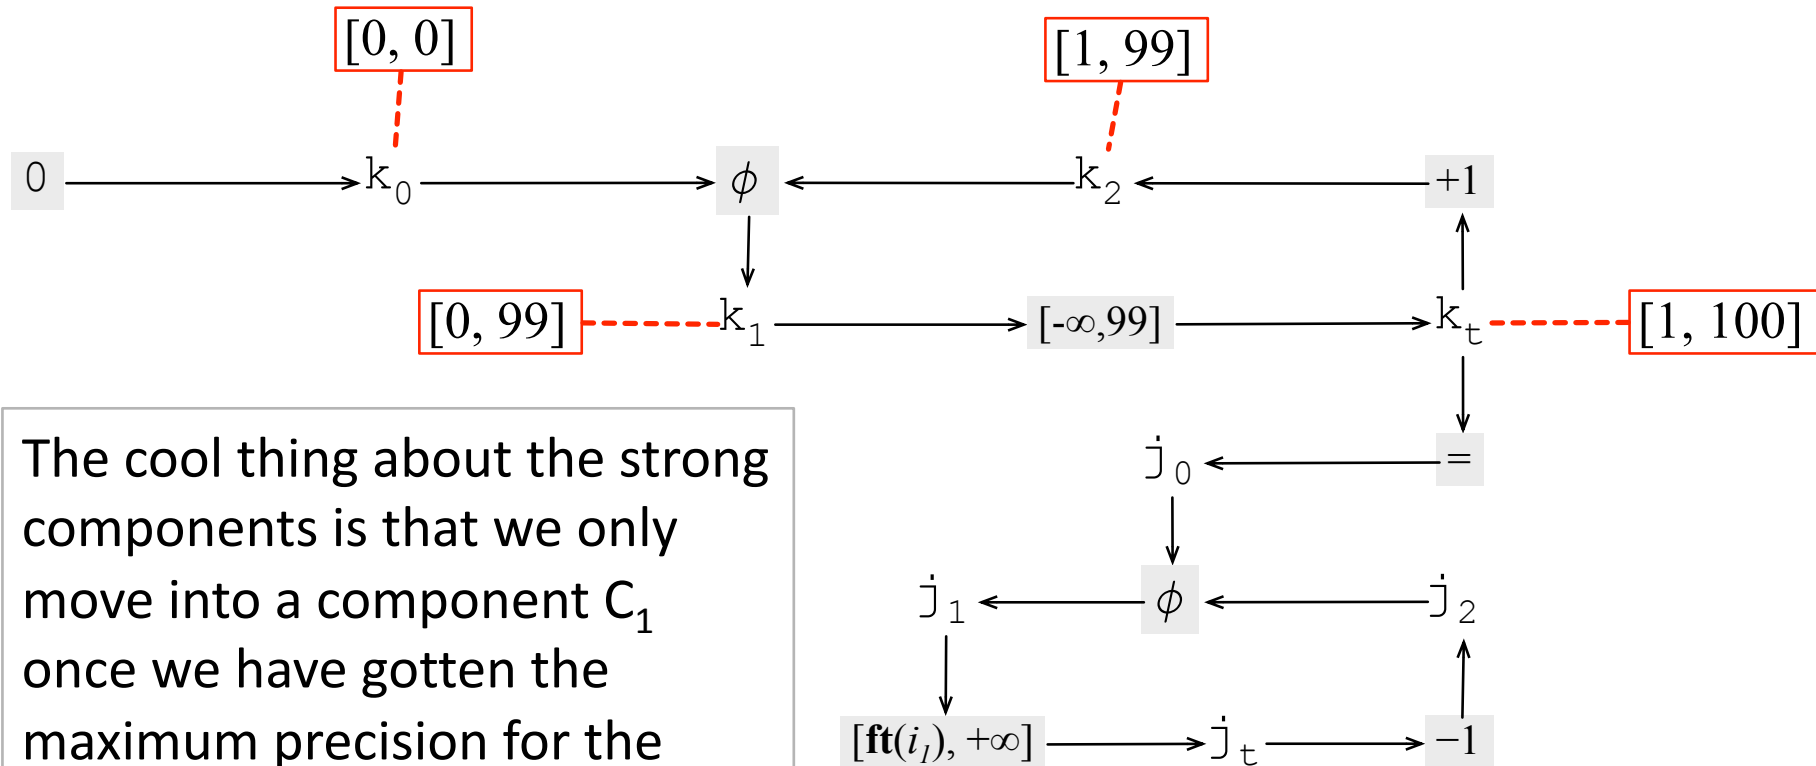 [0, 0] [1, 99]
0 k0 ϕ k2 +1
[0, 99] k1 [-∞,99] kt [1, 100]
j0 =
j1 ϕ j2
[ft(i1), +∞] jt −1
The cool thing about the strong
components is that we only
move into a component C1
once we have gotten the
maximum precision for the